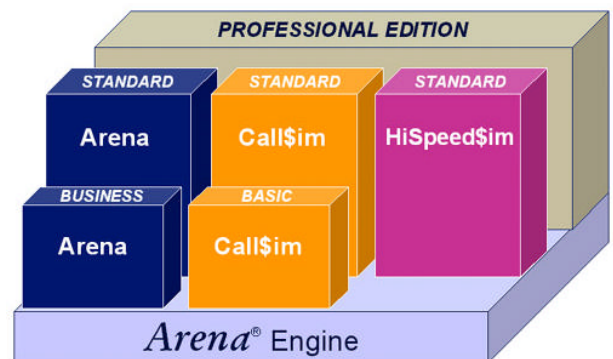 PROFESSIONAL EDITION
STANDARD STANDARD STANDARD
Arena Call$im HiSpeed$im
BUSINESS BASIC
Arena Call$im
Arena® Engine